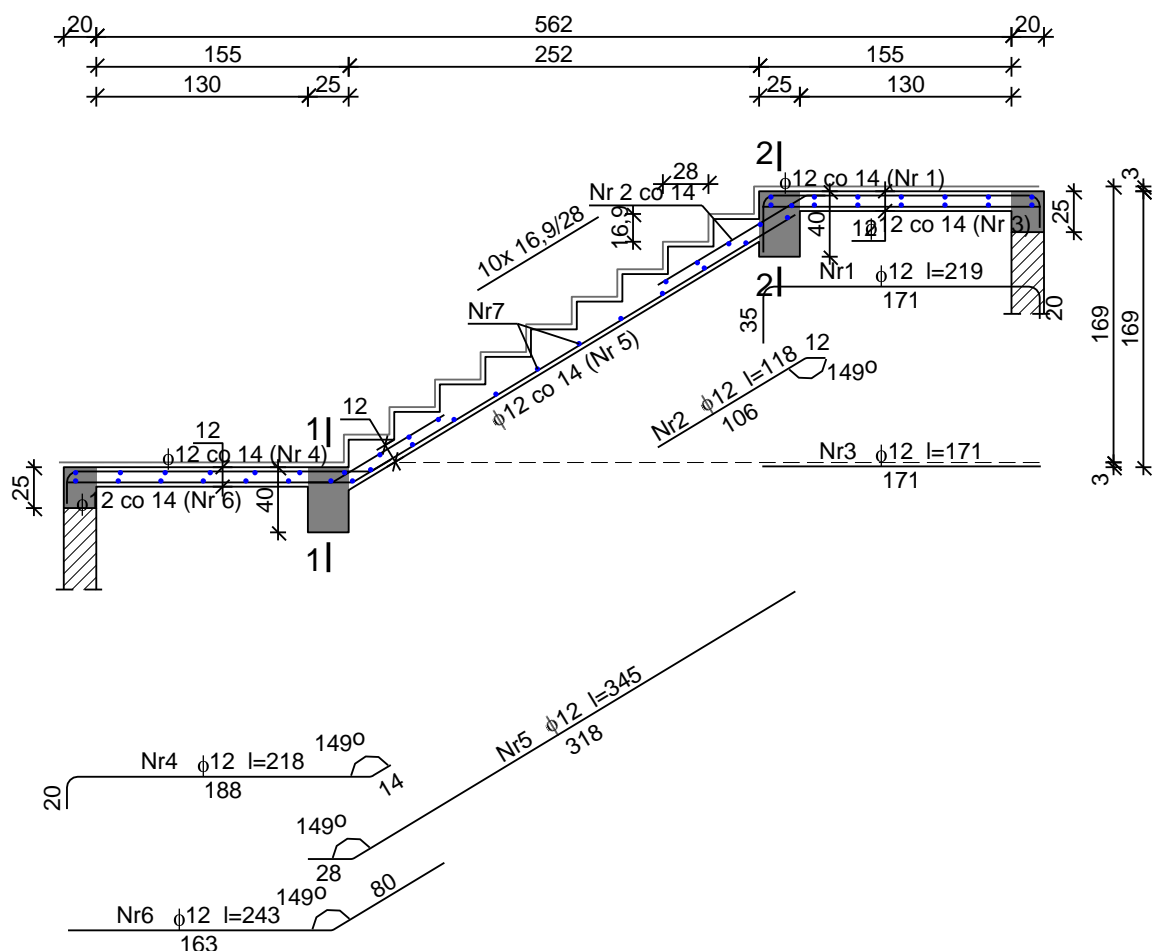 20
562
20
155
252
155
130
25
25
130
2
28
Nr 2 co 14
ϕ12 co 14 (Nr 1)
3
25
16,9
40
12
ϕ12 co 14 (Nr 3)
10x 16,9/28
2
Nr1 ϕ12 l=219
171
35
20
169
169
Nr7
ϕ12 co 14 (Nr 5)
12
149º
Nr2 ϕ12 l=118
106
12
1
12
ϕ12 co 14 (Nr 4)
Nr3 ϕ12 l=171
171
3
25
ϕ12 co 14 (Nr 6)
40
1
Nr5 ϕ12 l=345
318
149º
Nr4 ϕ12 l=218
188
20
14
149º
28
149º
80
Nr6 ϕ12 l=243
163